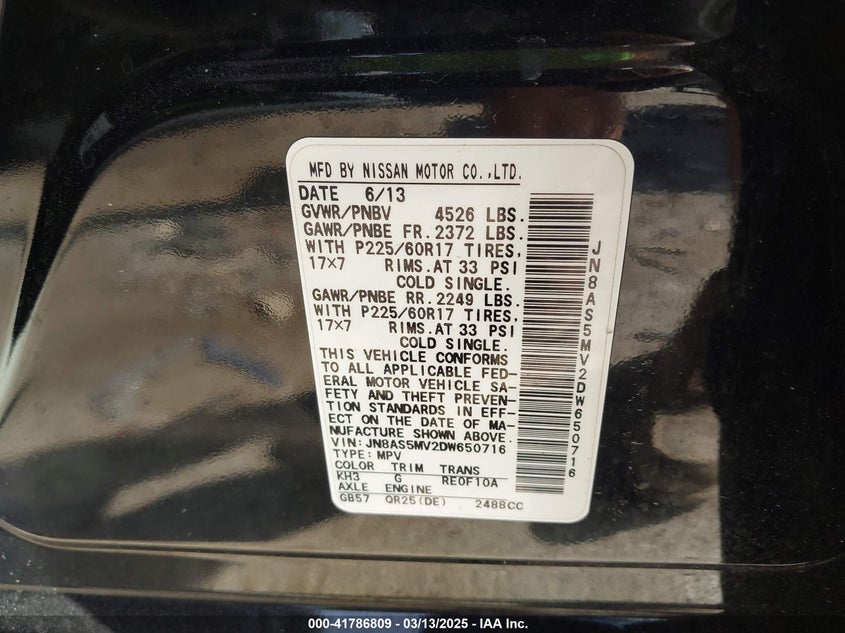 MFD BY NISSAN MOTOR CO.,LTD.
DATE 6/13
GVWR/PNBV 4526 LBS.
GAWR/PNBE FR. 2372 LBS.
WITH P225/60R17 TIRES,
17×7 RIMS.AT 33 PSI
COLD SINGLE.
GAWR/PNBE RR. 2249 LBS.
WITH P225/60R17 TIRES,
17×7 RIMS.AT 33 PSI
COLD SINGLE.
THIS VEHICLE CONFORMS
TO ALL APPLICABLE FED-
ERAL MOTOR VEHICLE SA-
FETY AND THEFT PREVEN-
TION STANDARDS IN EFF-
ECT ON THE DATE OF MA-
NUFACTURE SHOWN ABOVE.
VIN: JN8AS5MV2DW650716
TYPE: MPV
COLOR TRIM TRANS
KH3 G RE0F10A
AXLE ENGINE
GB57 QR25(DE) 2488CC
JN8AS5MV2DW650716
000-41786809 - 03/13/2025 - IAA Inc.